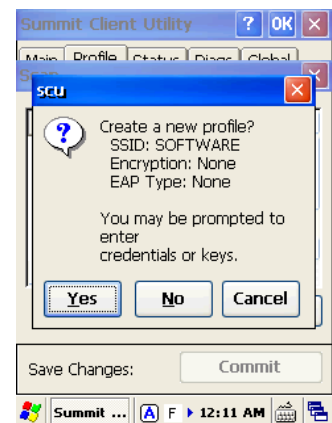 Summit Client Utility ? OK X
Main Profile Status Diags Global
Scan
scu
Create a new profile?
SSID: SOFTWARE
Encryption: None
EAP Type: None
You may be prompted to
enter
credentials or keys.
Yes No Cancel
Save Changes: Commit
Summit ... A F 12:11 AM